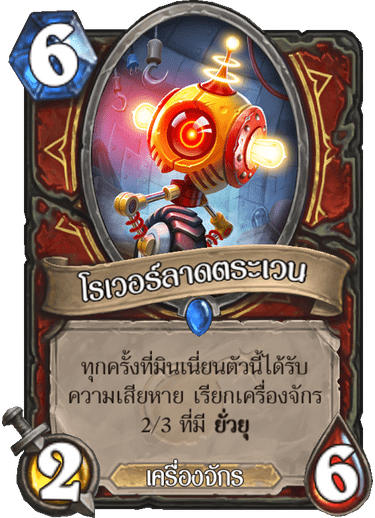 6
โรเวอร์ลาดตระเวน
ทุกครั้งที่มินเนี่ยนตัวนี้ได้รับ
ความเสียหาย เรียกเครื่องจักร
2/3 ที่มี ยั่วยุ
2
เครื่องจักร
6